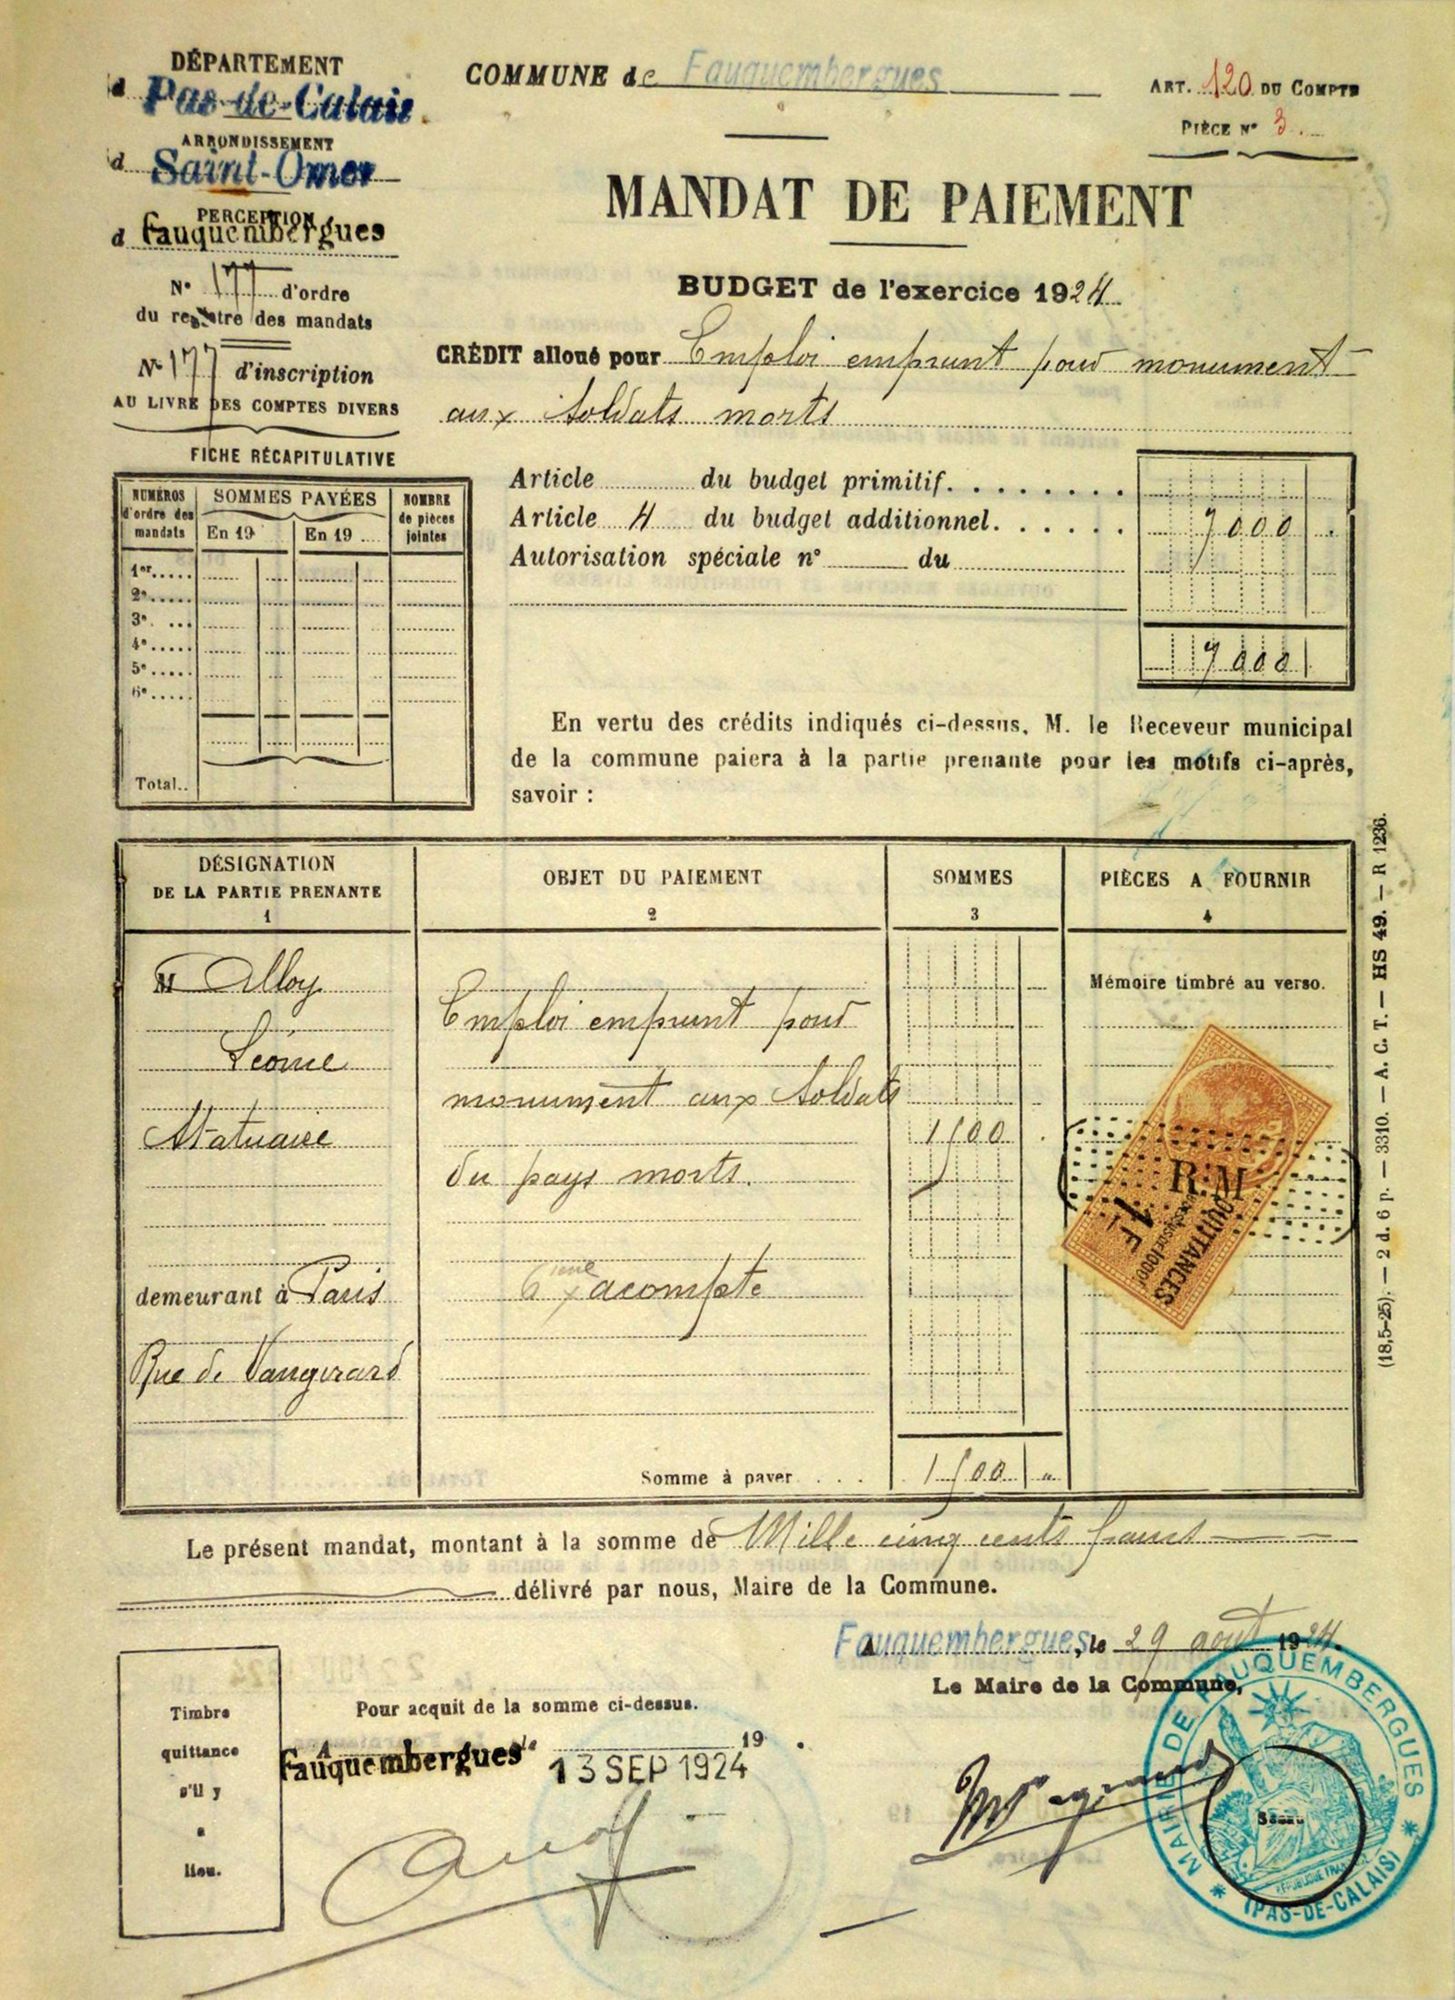 DÉPARTEMENT
d Pas-de-Calais.
ARRONDISSEMENT
d Saint-Omer
PERCEPTION
d Fauquembergues
N° 177 d'ordre
du registre des mandats
N° 177 d'inscription
AU LIVRE DES COMPTES DIVERS
FICHE RÉCAPITULATIVE
NUMÉROS d'ordre des mandats
SOMMES PAYÉES
En 19 En 19
NOMBRE de pièces jointes
1er.....
2e.....
3e. ...
4e.....
5e.....
6e.....
Total..
COMMUNE de Fauquembergues
ART. 120 DU COMPTE
PIÈCE N° 3.
MANDAT DE PAIEMENT
BUDGET de l'exercice 1924
CRÉDIT alloué pour Emploi emprunt pour monument
aux Soldats morts
Article du budget primitif. . . . . . . .
Article 4 du budget additionnel. . . . . . 7000 .
Autorisation spéciale n° du
7000
En vertu des crédits indiqués ci-dessus, M. le Receveur municipal
de la commune paiera à la partie prenante pour les motifs ci-après,
savoir :
DÉSIGNATION
DE LA PARTIE PRENANTE
1
OBJET DU PAIEMENT
2
SOMMES
3
PIÈCES A FOURNIR
4
M Alloy
Léonie
Statuaire
demeurant à Paris
Rue de Vaugirard
Emploi emprunt pour
monument aux Soldats
du pays morts.
6ème acompte
1500 .
Mémoire timbré au verso.
R.M
1F
QUITTANCES
Somme à payer . . . 1500 "
(18,5-25). — 2 d. 6 p. — 3310. — A. C. T. — HS 49. — R 1236.
Le présent mandat, montant à la somme de Mille cinq cents francs
délivré par nous, Maire de la Commune.
A Fauquembergues, le 29 août 1924.
Le Maire de la Commune,
MAIRIE DE FAUQUEMBERGUES
(PAS-DE-CALAIS)
RÉPUBLIQUE FRANÇAISE
Sceau
Timbre
quittance
s'il y
a
lieu.
Pour acquit de la somme ci-dessus.
A Fauquembergues le 19 .
13 SEP 1924